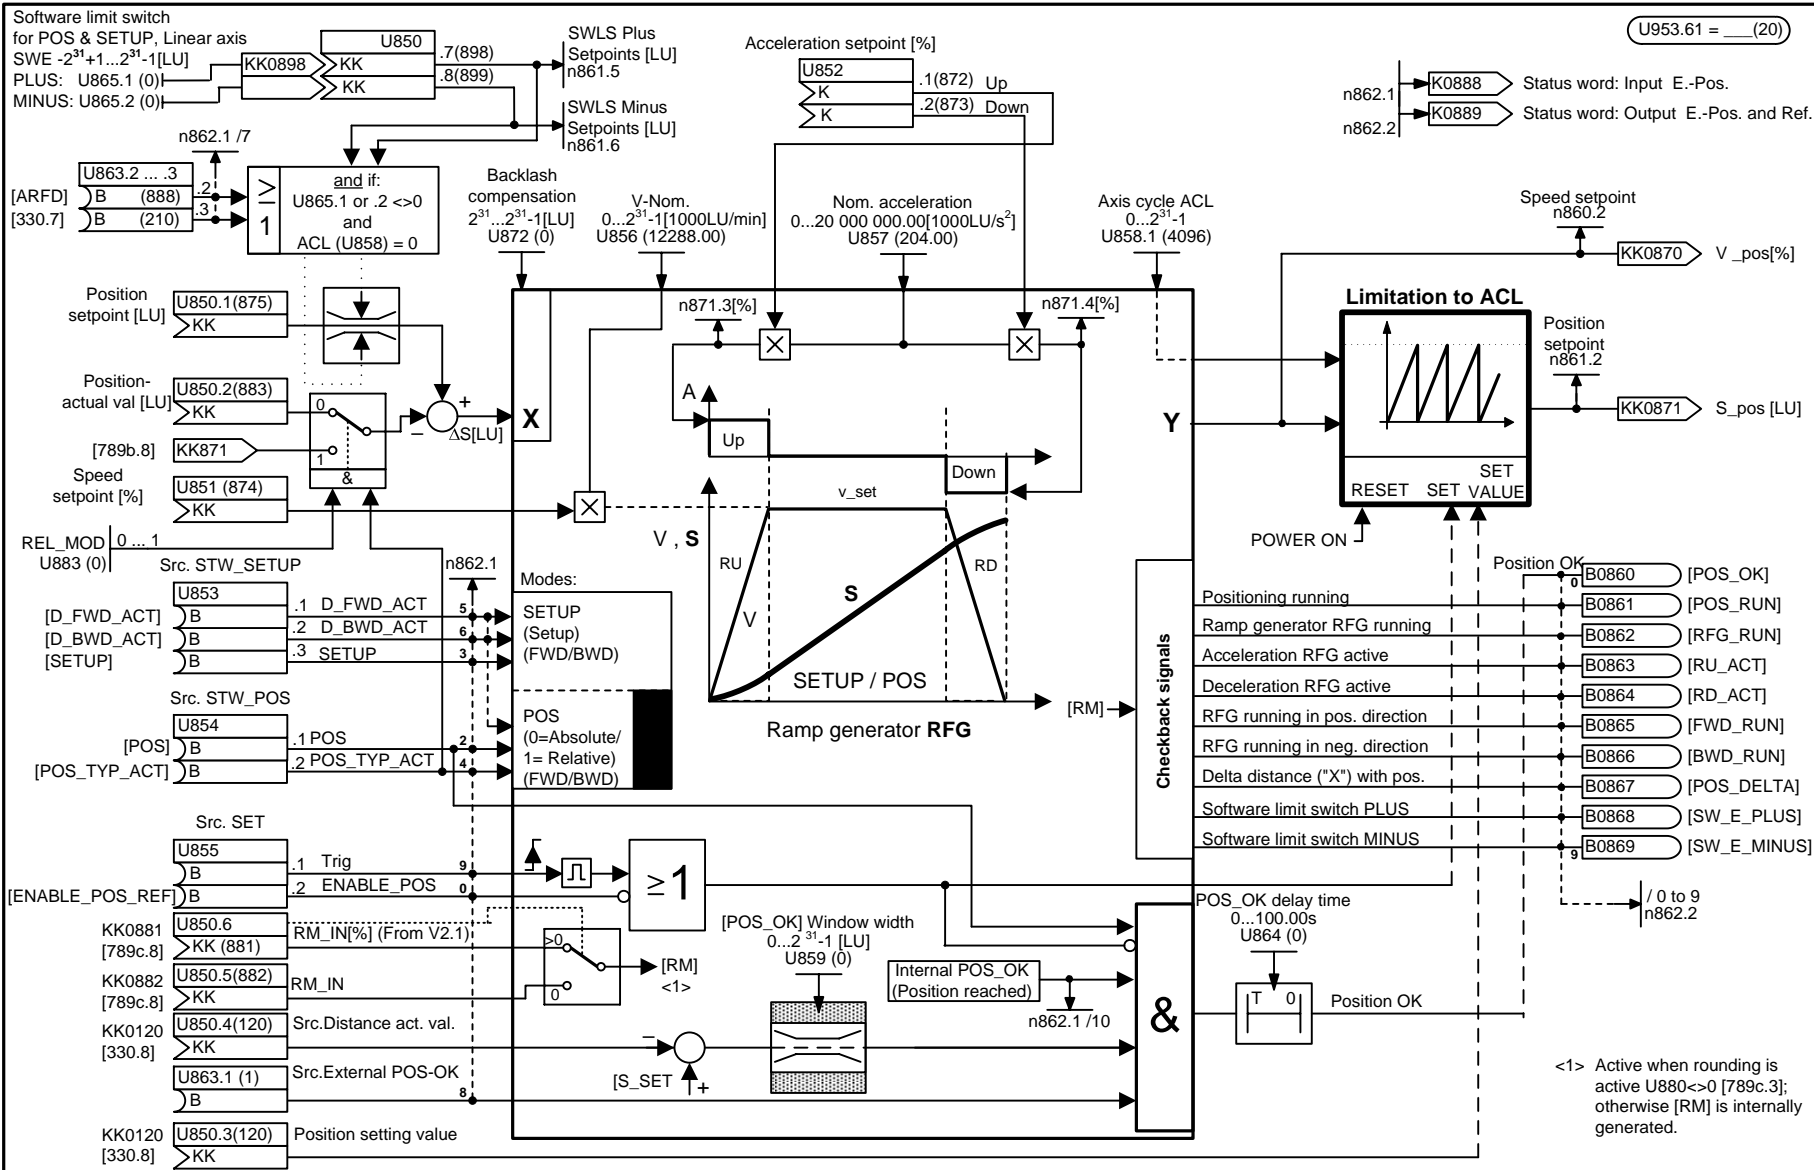 Software limit switch
for POS & SETUP, Linear axis
SWE -2³¹+1...2³¹-1[LU]
PLUS: U865.1 (0)
MINUS: U865.2 (0)
KK0898
U850
KK
KK
.7(898)
.8(899)
SWLS Plus
Setpoints [LU]
n861.5
SWLS Minus
Setpoints [LU]
n861.6
Acceleration setpoint [%]
U852
K
K
.1(872) Up
.2(873) Down
U953.61 = ___(20)
n862.1
K0888
Status word: Input E.-Pos.
n862.2
K0889
Status word: Output E.-Pos. and Ref.
n862.1 /7
U863.2 ... .3
[ARFD]
B (888)
.2
[330.7]
B (210)
.3
≥
1
and if:
U865.1 or .2 <>0
and
ACL (U858) = 0
Backlash
compensation
2³¹...2³¹-1[LU]
U872 (0)
V-Nom.
0...2³¹-1[1000LU/min]
U856 (12288.00)
Nom. acceleration
0...20 000 000.00[1000LU/s²]
U857 (204.00)
Axis cycle ACL
0...2³¹-1
U858.1 (4096)
Speed setpoint
n860.2
KK0870
V _pos[%]
Position
setpoint [LU]
U850.1(875)
KK
Position-
actual val [LU]
U850.2(883)
KK
0
[789b.8]
KK871
1
&
+
−
ΔS[LU]
X
Y
Speed
setpoint [%]
U851 (874)
KK
REL_MOD
U883 (0)
0 ... 1
n871.3[%]
n871.4[%]
A
Up
Down
v_set
V , S
RU
V
S
RD
SETUP / POS
Ramp generator RFG
Limitation to ACL
RESET
SET
SET
VALUE
POWER ON
Position
setpoint
n861.2
KK0871
S_pos [LU]
Src. STW_SETUP
n862.1
U853
[D_FWD_ACT]
B
.1 D_FWD_ACT
5
[D_BWD_ACT]
B
.2 D_BWD_ACT
6
[SETUP]
B
.3 SETUP
3
Modes:
SETUP
(Setup)
(FWD/BWD)
Src. STW_POS
U854
[POS]
B
.1 POS
2
[POS_TYP_ACT]
B
.2 POS_TYP_ACT
4
POS
(0=Absolute/
1= Relative)
(FWD/BWD)
[RM]
Checkback signals
Position OK
0
B0860
[POS_OK]
Positioning running
B0861
[POS_RUN]
Ramp generator RFG running
B0862
[RFG_RUN]
Acceleration RFG active
B0863
[RU_ACT]
Deceleration RFG active
B0864
[RD_ACT]
RFG running in pos. direction
B0865
[FWD_RUN]
RFG running in neg. direction
B0866
[BWD_RUN]
Delta distance ("X") with pos.
B0867
[POS_DELTA]
Software limit switch PLUS
B0868
[SW_E_PLUS]
Software limit switch MINUS
9
B0869
[SW_E_MINUS]
/ 0 to 9
n862.2
Src. SET
U855
B
.1 Trig
9
[ENABLE_POS_REF]
B
.2 ENABLE_POS
0
≥1
KK0881
[789c.8]
U850.6
KK (881)
RM_IN[%] (From V2.1)
>0
0
[RM]
<1>
KK0882
[789c.8]
U850.5(882)
KK
RM_IN
KK0120
[330.8]
U850.4(120)
KK
Src.Distance act. val.
−
[S_SET
+
[POS_OK] Window width
0...2 ³¹-1 [LU]
U859 (0)
Internal POS_OK
(Position reached)
n862.1 /10
&
POS_OK delay time
0...100.00s
U864 (0)
T 0
Position OK
U863.1 (1)
B
Src.External POS-OK
8
KK0120
[330.8]
U850.3(120)
KK
Position setting value
<1> Active when rounding is
active U880<>0 [789c.3];
otherwise [RM] is internally
generated.